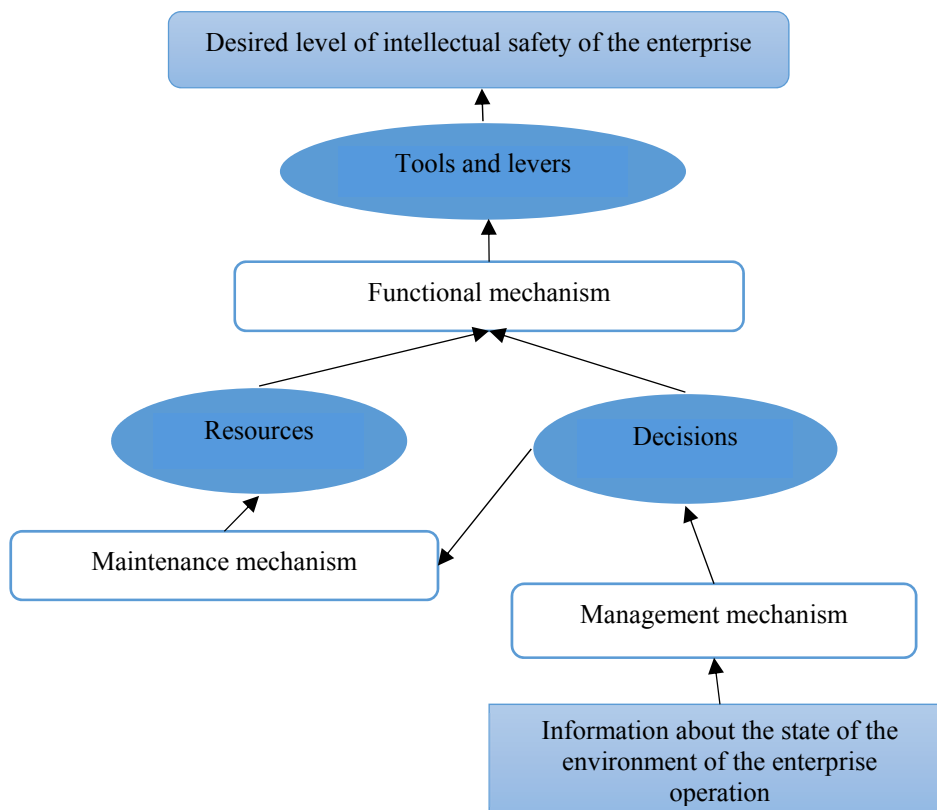 Desired level of intellectual safety of the enterprise
Tools and levers
Functional mechanism
Resources
Decisions
Maintenance mechanism
Management mechanism
Information about the state of the
environment of the enterprise
operation